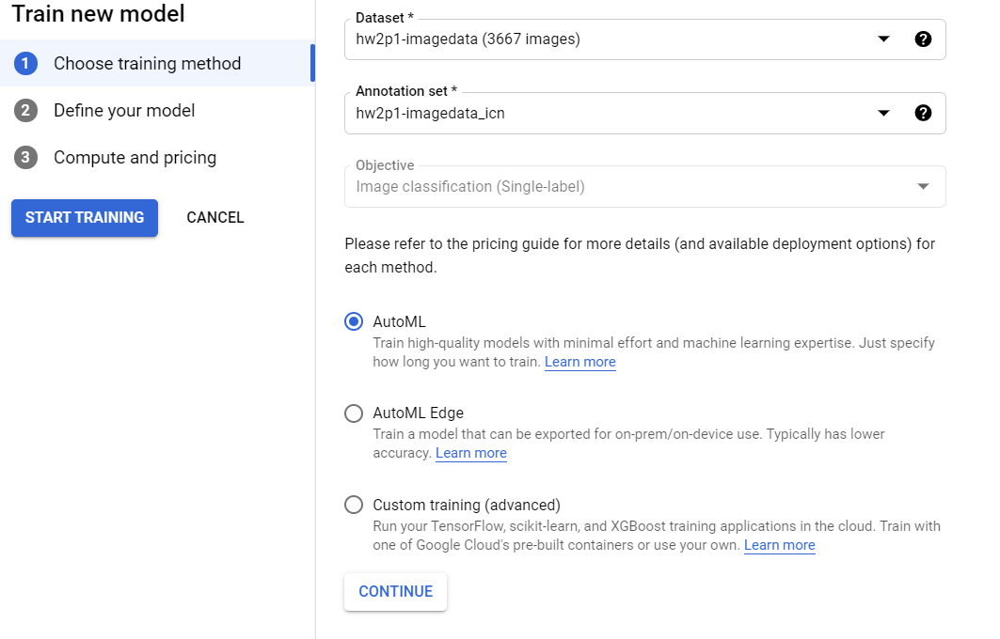 Train new model
1 Choose training method
2 Define your model
3 Compute and pricing
START TRAINING CANCEL
Dataset *
hw2p1-imagedata (3667 images)
?
Annotation set *
hw2p1-imagedata_icn
?
Objective
Image classification (Single-label)
Please refer to the pricing guide for more details (and available deployment options) for
each method.
AutoML
Train high-quality models with minimal effort and machine learning expertise. Just specify
how long you want to train. Learn more
AutoML Edge
Train a model that can be exported for on-prem/on-device use. Typically has lower
accuracy. Learn more
Custom training (advanced)
Run your TensorFlow, scikit-learn, and XGBoost training applications in the cloud. Train with
one of Google Cloud's pre-built containers or use your own. Learn more
CONTINUE